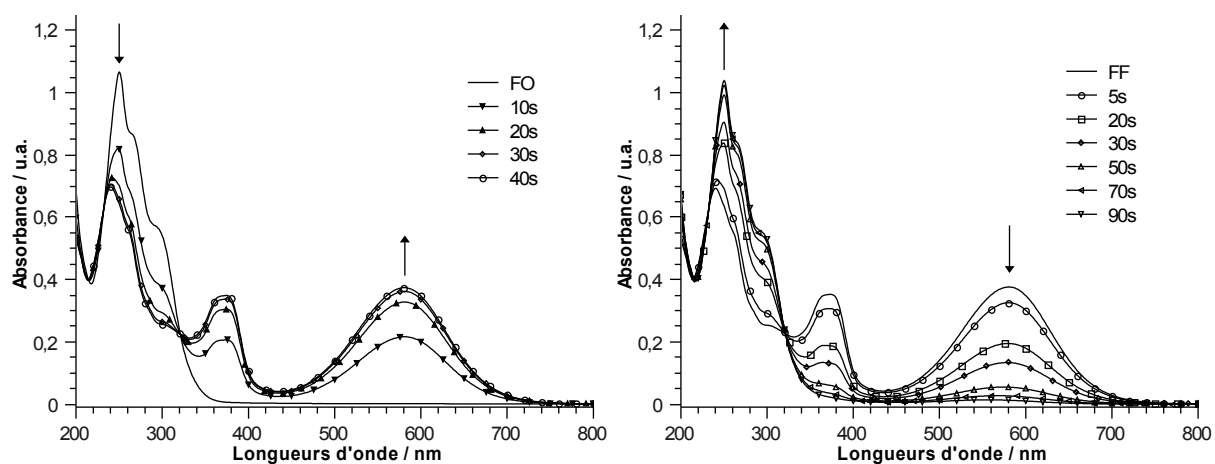 1,2
1
0,8
0,6
0,4
0,2
0
Absorbance / u.a.
200 300 400 500 600 700 800
Longueurs d'onde / nm
FO
10s
20s
30s
40s
1,2
1
0,8
0,6
0,4
0,2
0
Absorbance / u.a.
200 300 400 500 600 700 800
Longueurs d'onde / nm
FF
5s
20s
30s
50s
70s
90s